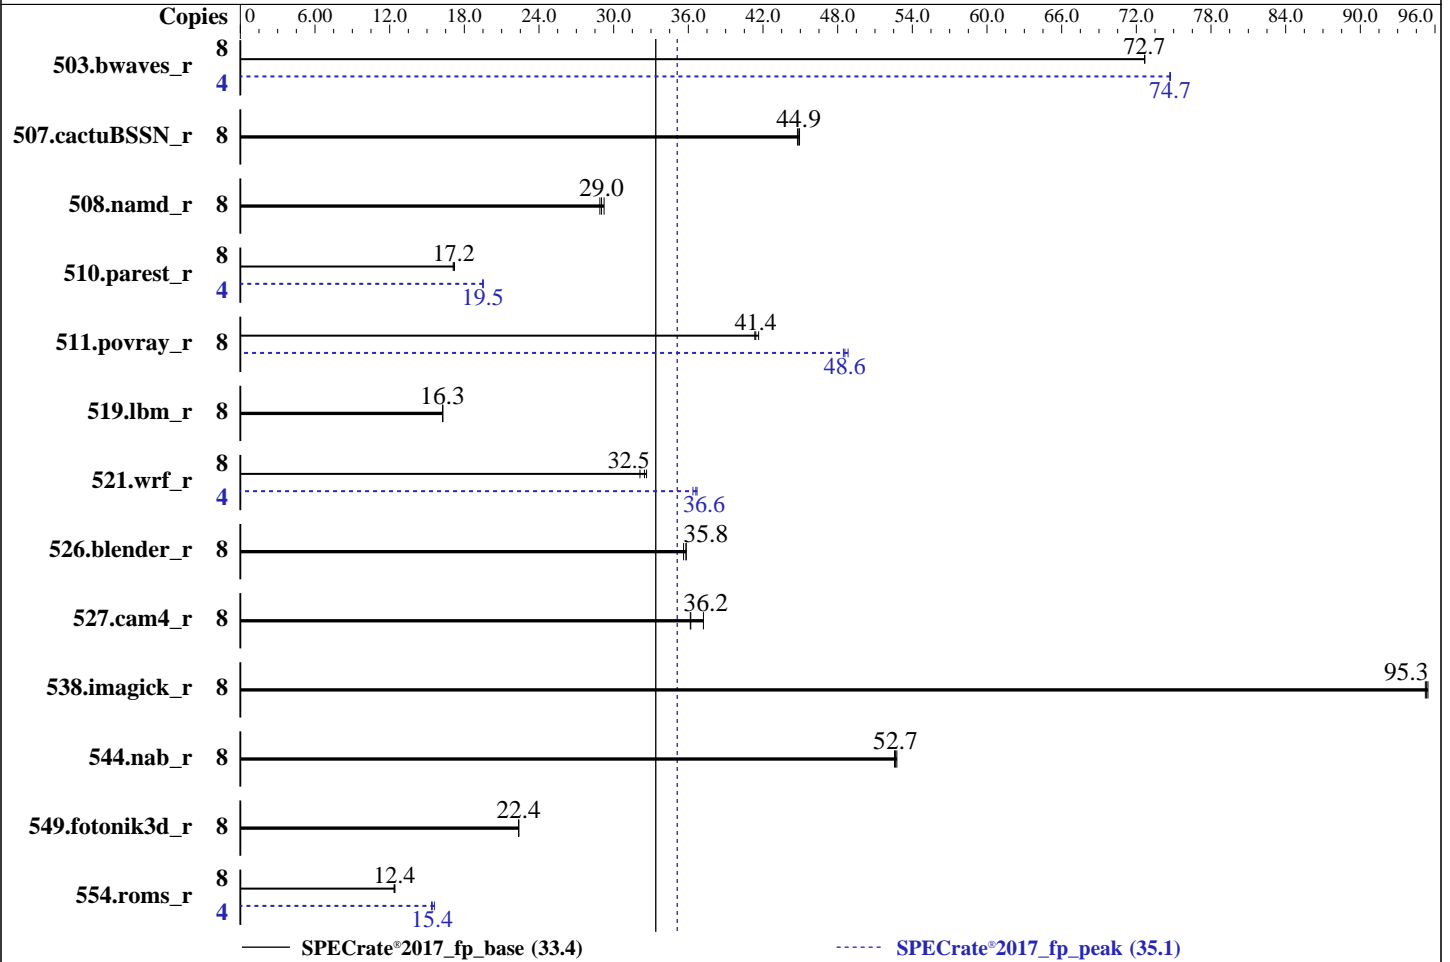 Copies 0 6.00 12.0 18.0 24.0 30.0 36.0 42.0 48.0 54.0 60.0 66.0 72.0 78.0 84.0 90.0 96.0
503.bwaves_r 8 72.7
4 74.7
507.cactuBSSN_r 8 44.9
508.namd_r 8 29.0
510.parest_r 8 17.2
4 19.5
511.povray_r 8 41.4
48.6
519.lbm_r 8 16.3
521.wrf_r 8 32.5
4 36.6
526.blender_r 8 35.8
527.cam4_r 8 36.2
538.imagick_r 8 95.3
544.nab_r 8 52.7
549.fotonik3d_r 8 22.4
554.roms_r 8 12.4
4 15.4
SPECrate®2017_fp_base (33.4) SPECrate®2017_fp_peak (35.1)